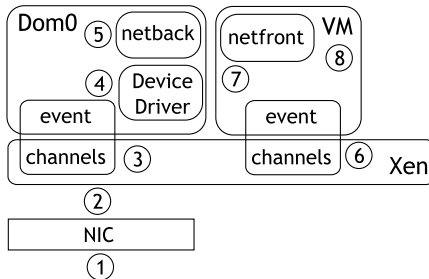 Dom0
5
netback
netfront
VM
8
4
Device
Driver
7
event
event
channels
3
channels
6
Xen
2
NIC
1